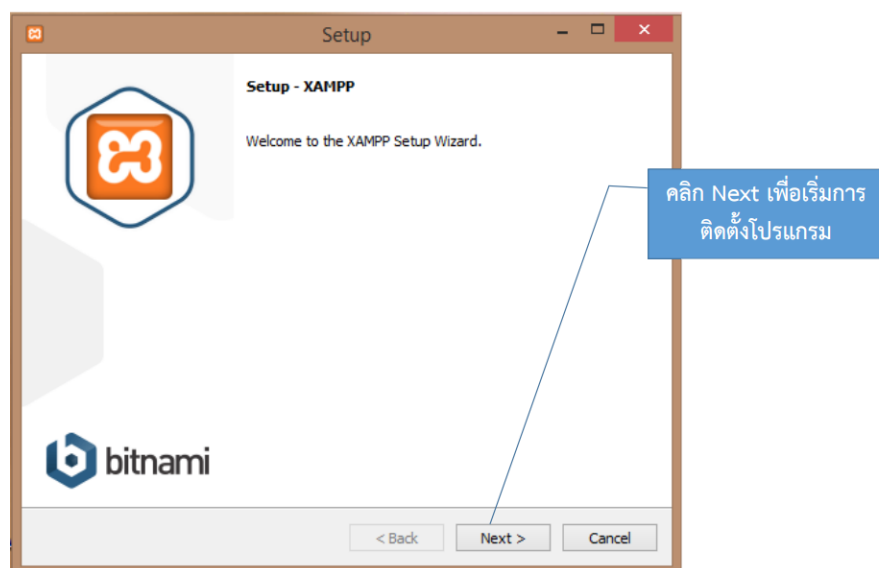 Setup
Setup - XAMPP
Welcome to the XAMPP Setup Wizard.
คลิก Next เพื่อเริ่มการ
ติดตั้งโปรแกรม
bitnami
< Back
Next >
Cancel